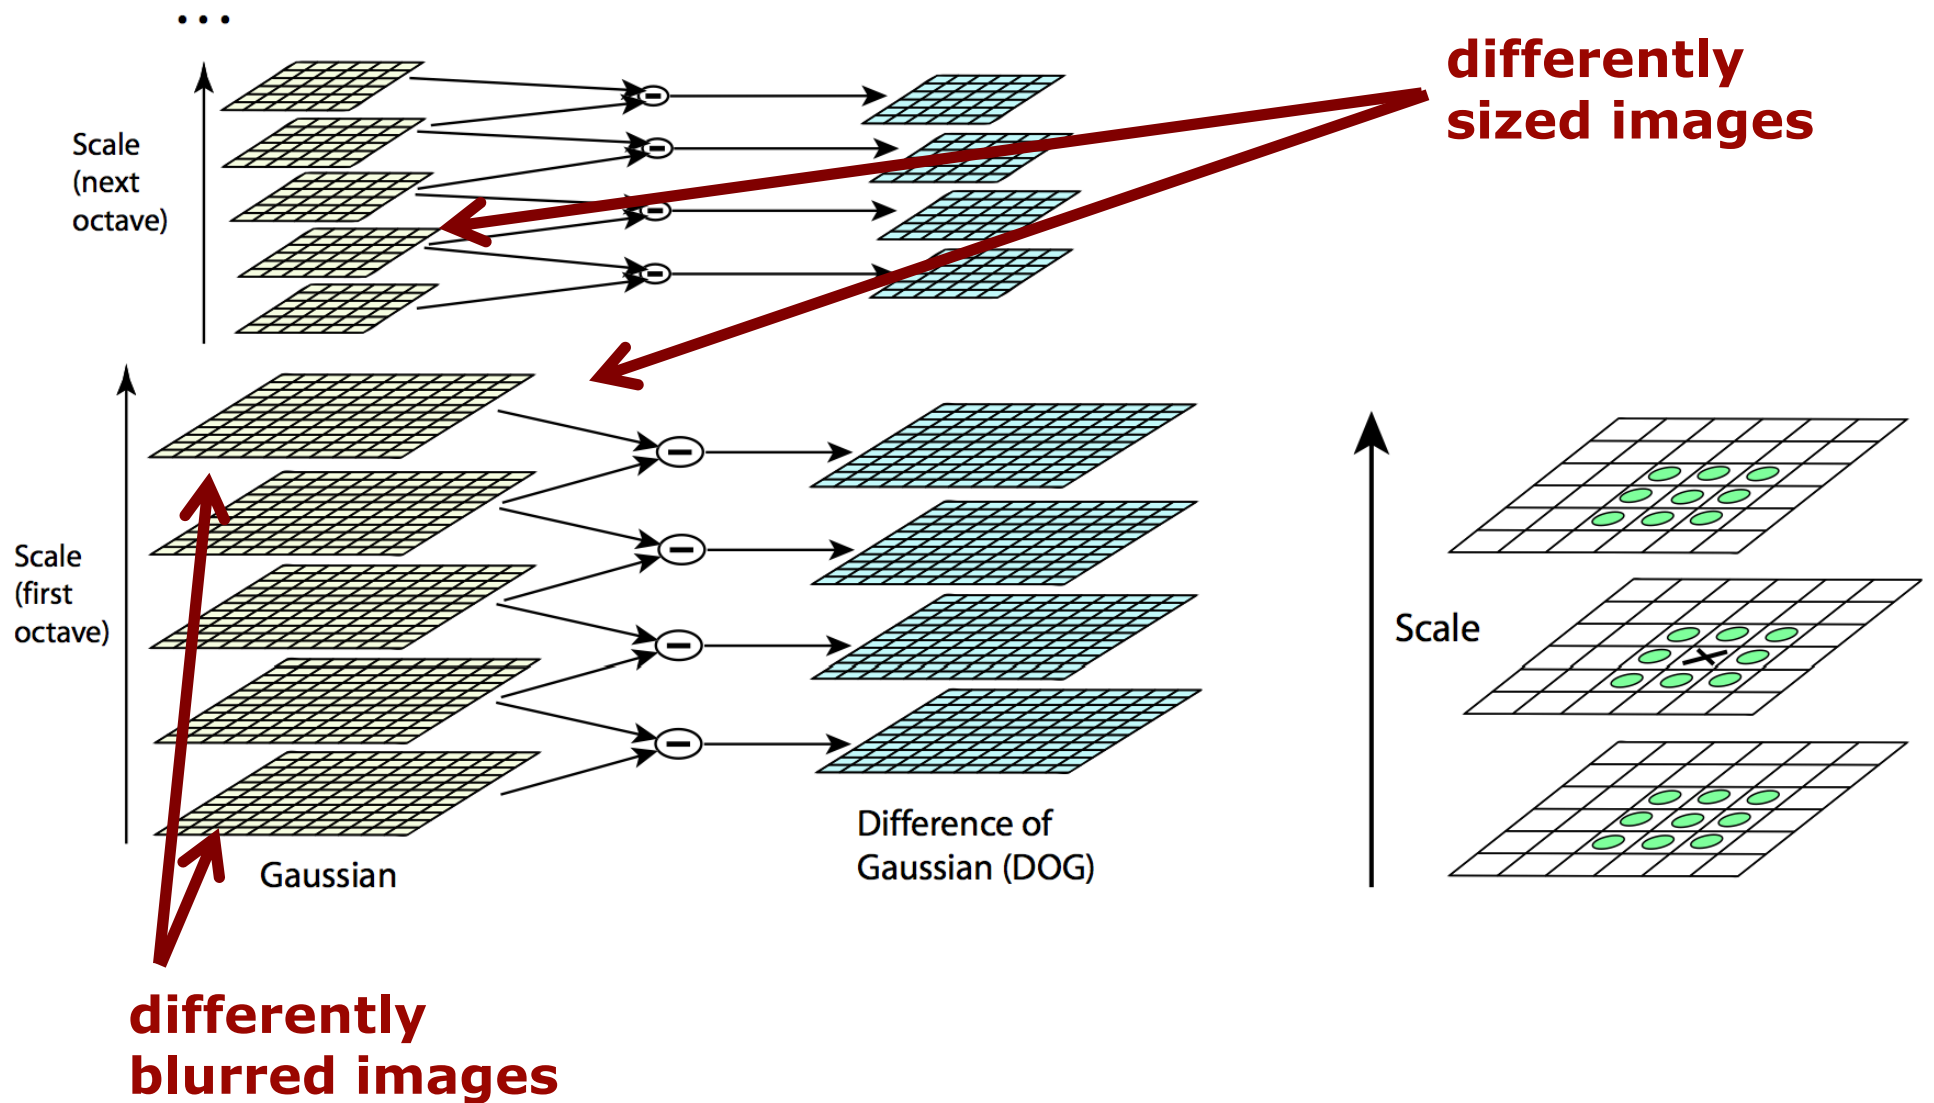 ...
differently
sized images
Scale
(next
octave)
Scale
(first
octave)
Scale
Difference of
Gaussian (DOG)
Gaussian
differently
blurred images